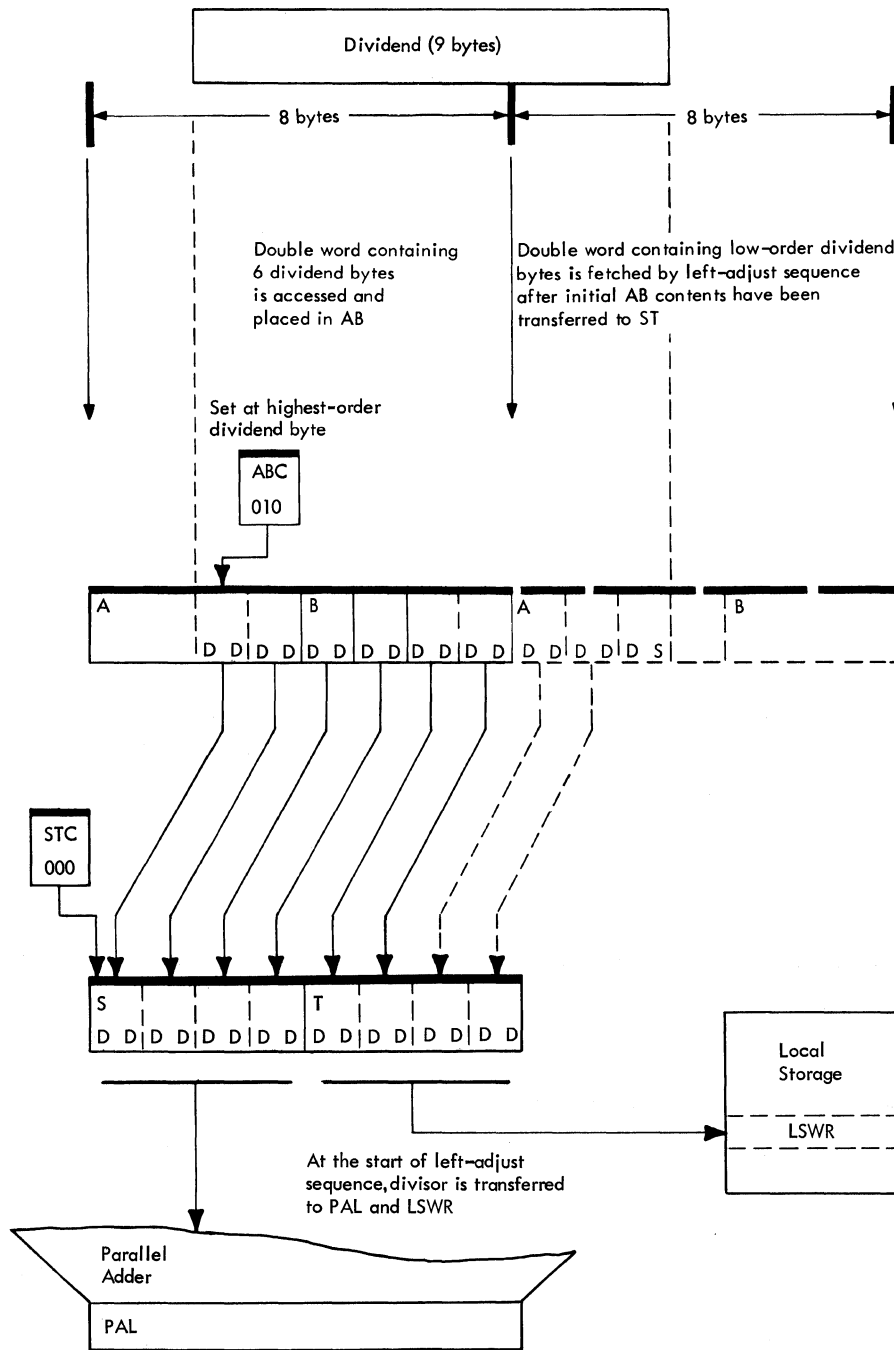 Dividend (9 bytes)
8 bytes
8 bytes
Double word containing
6 dividend bytes
is accessed and
placed in AB
Double word containing low-order dividend
bytes is fetched by left-adjust sequence
after initial AB contents have been
transferred to ST
Set at highest-order
dividend byte
ABC
010
A B A B
D D D D D D D D D D D D D D D D D S
STC
000
S T
D D D D D D D D D D D D D D D D
Local
Storage
LSWR
At the start of left-adjust
sequence, divisor is transferred
to PAL and LSWR
Parallel
Adder
PAL